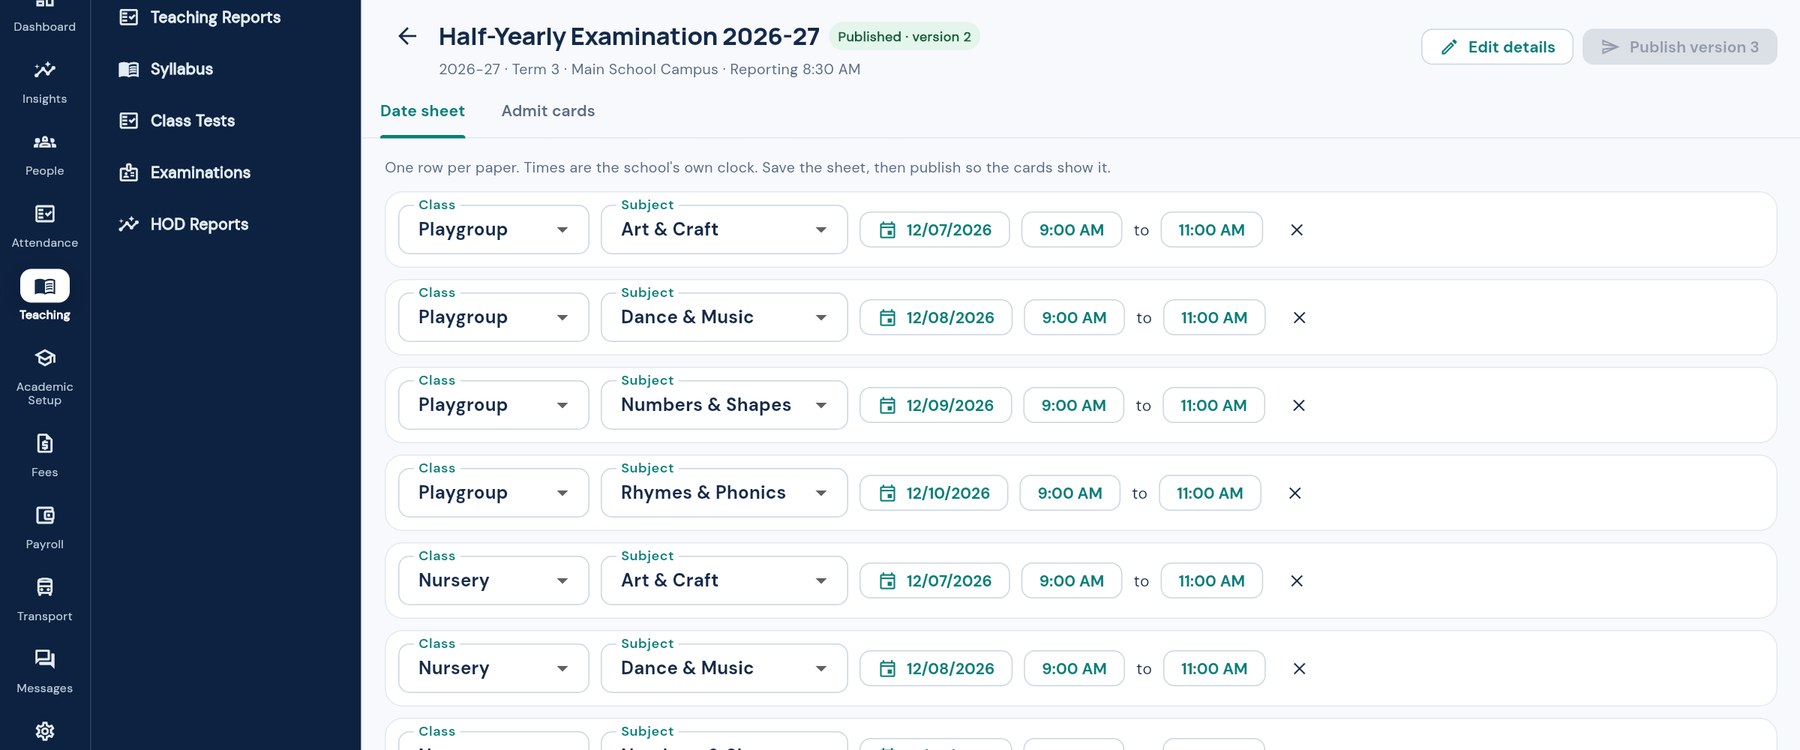 Dashboard
Insights
People
Attendance
Teaching
Academic
Setup
Fees
Payroll
Transport
Messages
Teaching Reports
Syllabus
Class Tests
Examinations
HOD Reports
Half-Yearly Examination 2026-27 Published · version 2
2026-27 · Term 3 · Main School Campus · Reporting 8:30 AM
Edit details Publish version 3
Date sheet Admit cards
One row per paper. Times are the school's own clock. Save the sheet, then publish so the cards show it.
Class Subject
Playgroup Art & Craft 12/07/2026 9:00 AM to 11:00 AM
Class Subject
Playgroup Dance & Music 12/08/2026 9:00 AM to 11:00 AM
Class Subject
Playgroup Numbers & Shapes 12/09/2026 9:00 AM to 11:00 AM
Class Subject
Playgroup Rhymes & Phonics 12/10/2026 9:00 AM to 11:00 AM
Class Subject
Nursery Art & Craft 12/07/2026 9:00 AM to 11:00 AM
Class Subject
Nursery Dance & Music 12/08/2026 9:00 AM to 11:00 AM
Class Subject